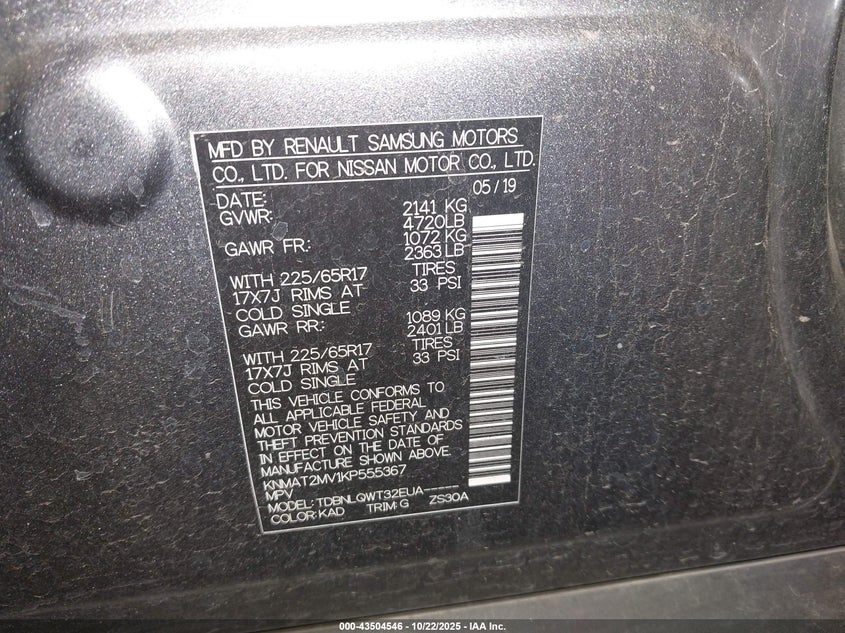 MFD BY RENAULT SAMSUNG MOTORS
CO., LTD. FOR NISSAN MOTOR CO., LTD.
DATE: 05/19
GVWR: 2141 KG
4720LB
GAWR FR.: 1072 KG
2363 LB
WITH 225/65R17 TIRES
17X7J RIMS AT 33 PSI
COLD SINGLE
GAWR RR.: 1089 KG
2401 LB
WITH 225/65R17 TIRES
17X7J RIMS AT 33 PSI
COLD SINGLE
THIS VEHICLE CONFORMS TO
ALL APPLICABLE FEDERAL
MOTOR VEHICLE SAFETY AND
THEFT PREVENTION STANDARDS
IN EFFECT ON THE DATE OF
MANUFACTURE SHOWN ABOVE.
KNMAT2MV1KP555367
MPV
MODEL: TDBNLQWT32EUA-----
COLOR: KAD TRIM: G ZS30A
000-43504546 - 10/22/2025 - IAA Inc.